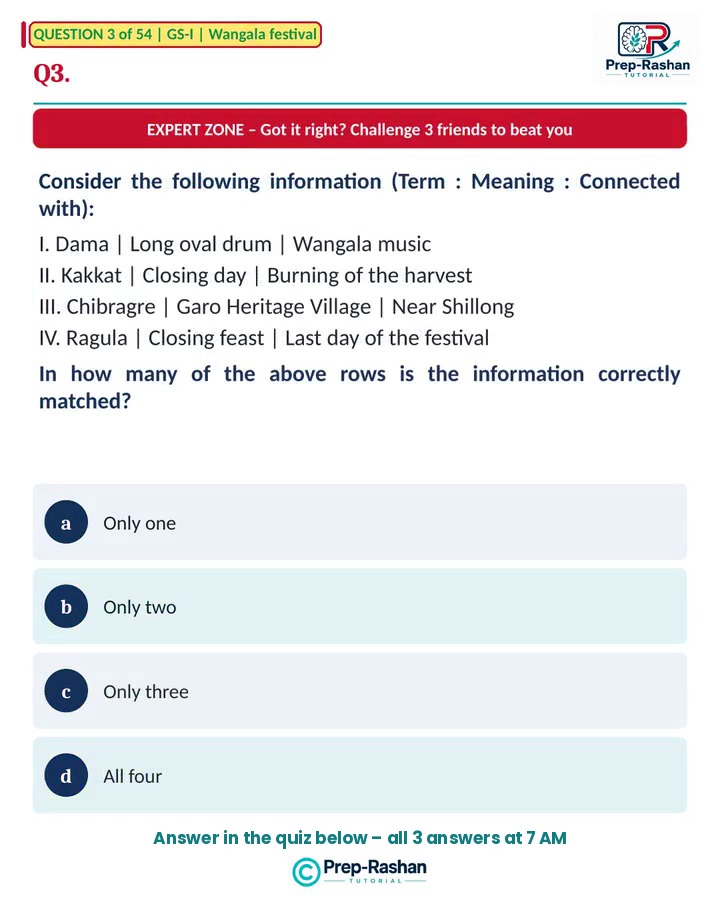 QUESTION 3 of 54 | GS-I | Wangala festival
Prep-Rashan
TUTORIAL
Q3.
EXPERT ZONE – Got it right? Challenge 3 friends to beat you
Consider the following information (Term : Meaning : Connected
with):
I. Dama | Long oval drum | Wangala music
II. Kakkat | Closing day | Burning of the harvest
III. Chibragre | Garo Heritage Village | Near Shillong
IV. Ragula | Closing feast | Last day of the festival
In how many of the above rows is the information correctly
matched?
a Only one
b Only two
c Only three
d All four
Answer in the quiz below – all 3 answers at 7 AM
© Prep-Rashan
TUTORIAL